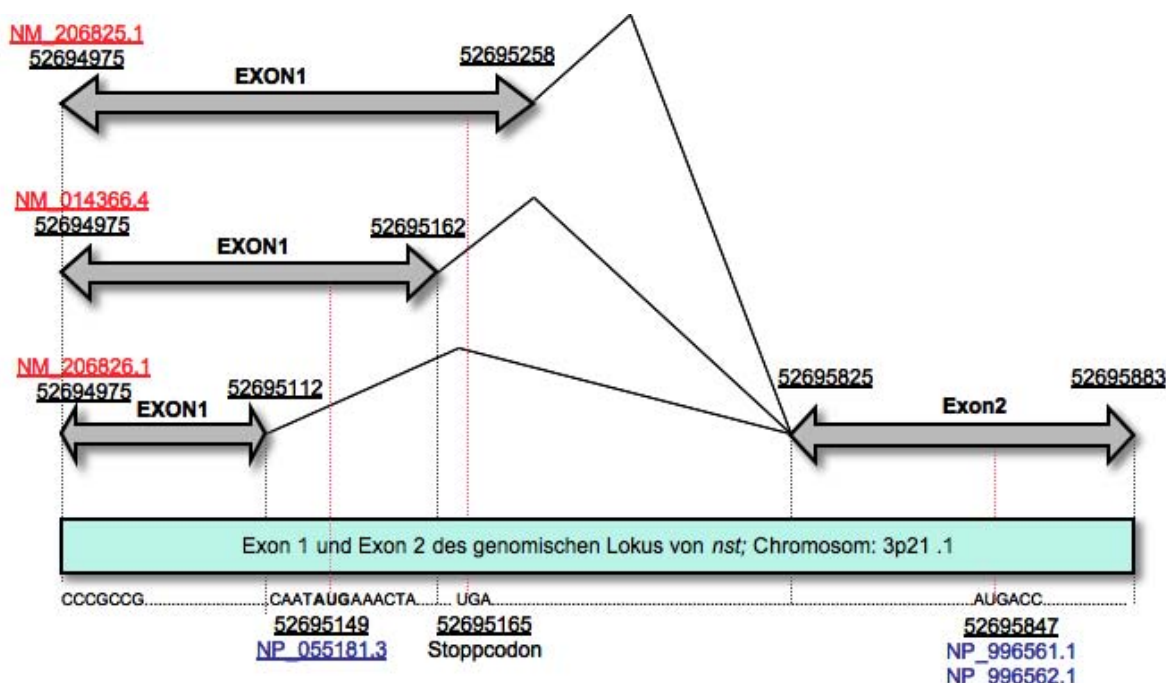 NM_206825.1
52694975
EXON1
52695258
NM_014366.4
52694975
EXON1
52695162
NM_206826.1
52694975
EXON1
52695112
52695825
Exon2
52695883
Exon 1 und Exon 2 des genomischen Lokus von nst; Chromosom: 3p21 .1
CCCGCCG CAATAUGAAACTA UGA AUGACC
52695149 52695165 52695847
NP_055181.3 Stoppcodon NP_996561.1
NP_996562.1